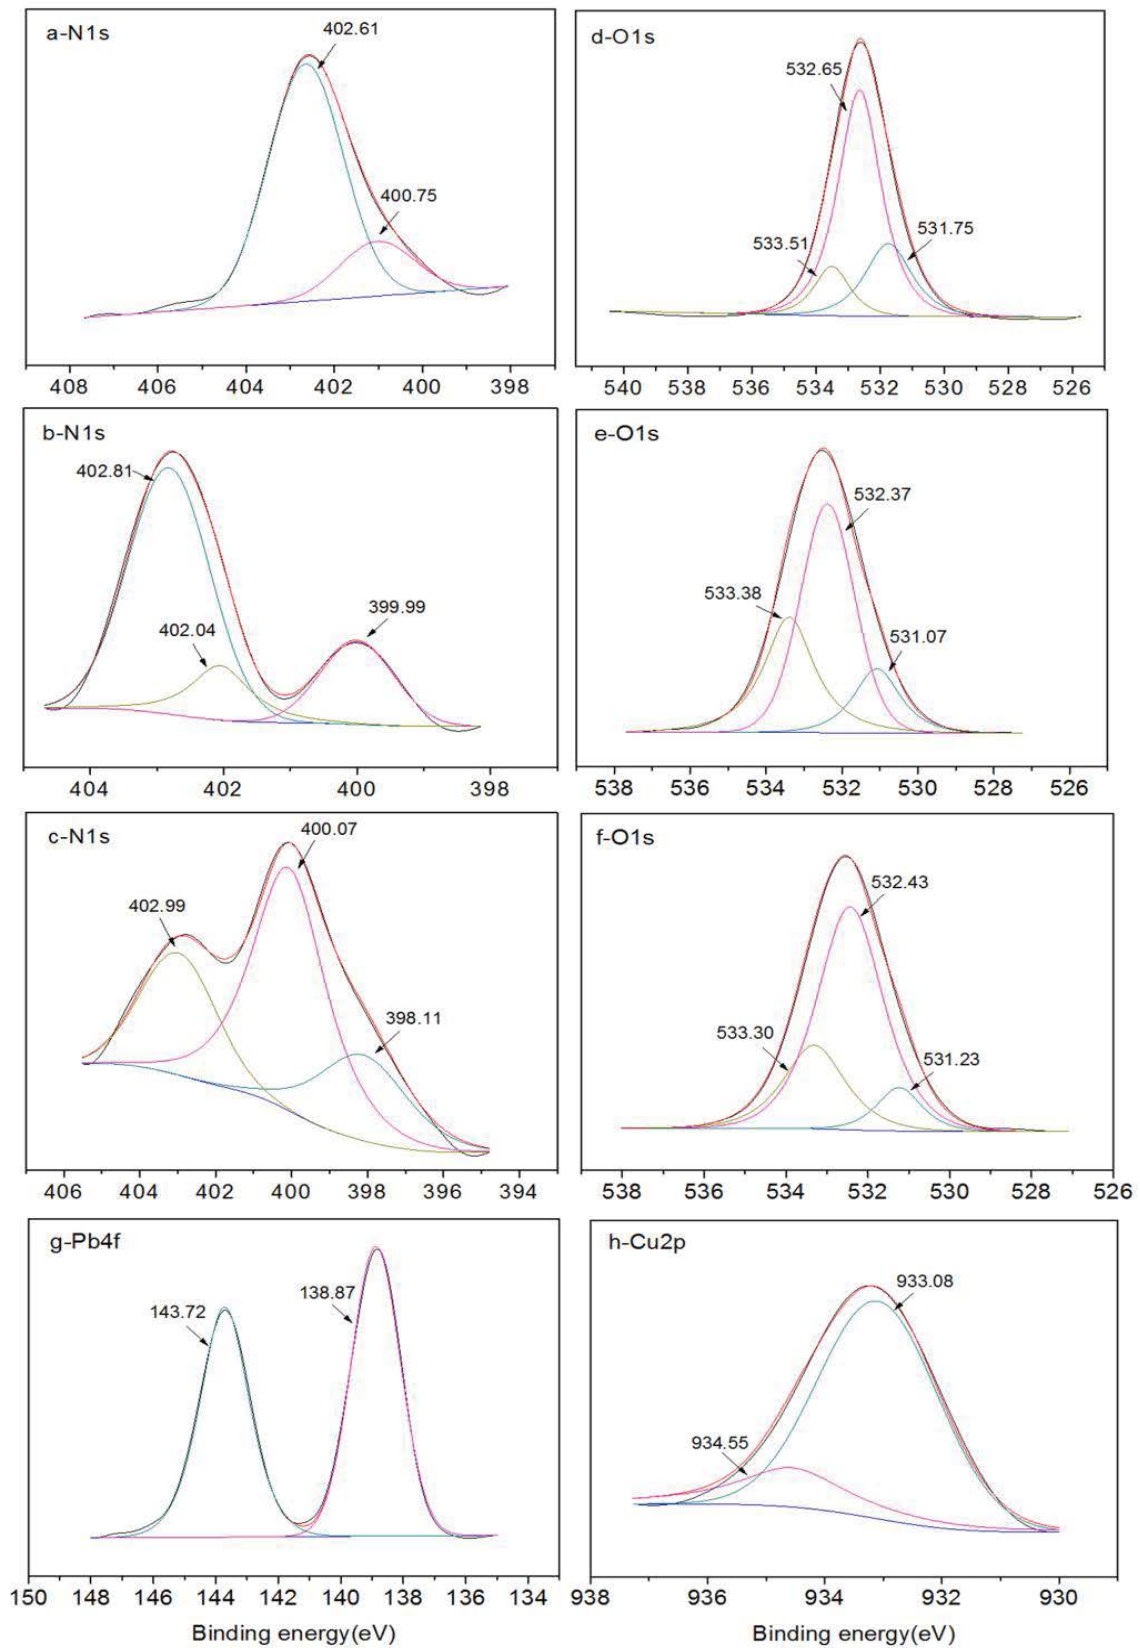 a-N1s
402.61
400.75
408 406 404 402 400 398
d-O1s
532.65
533.51
531.75
540 538 536 534 532 530 528 526
b-N1s
402.81
402.04
399.99
404 402 400 398
e-O1s
532.37
533.38
531.07
538 536 534 532 530 528 526
c-N1s
400.07
402.99
398.11
406 404 402 400 398 396 394
f-O1s
532.43
533.30
531.23
538 536 534 532 530 528 526
g-Pb4f
138.87
143.72
150 148 146 144 142 140 138 136 134
Binding energy(eV)
h-Cu2p
933.08
934.55
938 936 934 932 930
Binding energy(eV)